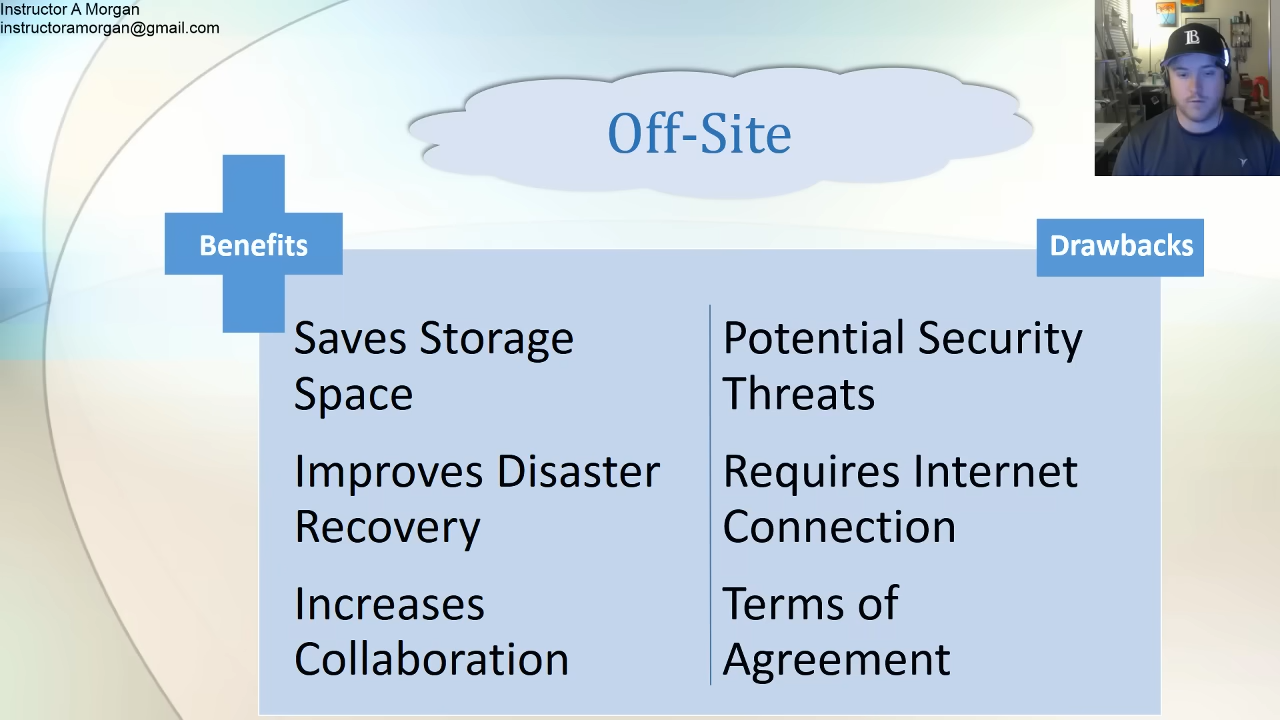 Instructor A Morgan
instructoramorgan@gmail.com
Off-Site
Benefits
Drawbacks
Saves Storage
Space
Improves Disaster
Recovery
Increases
Collaboration
Potential Security
Threats
Requires Internet
Connection
Terms of
Agreement